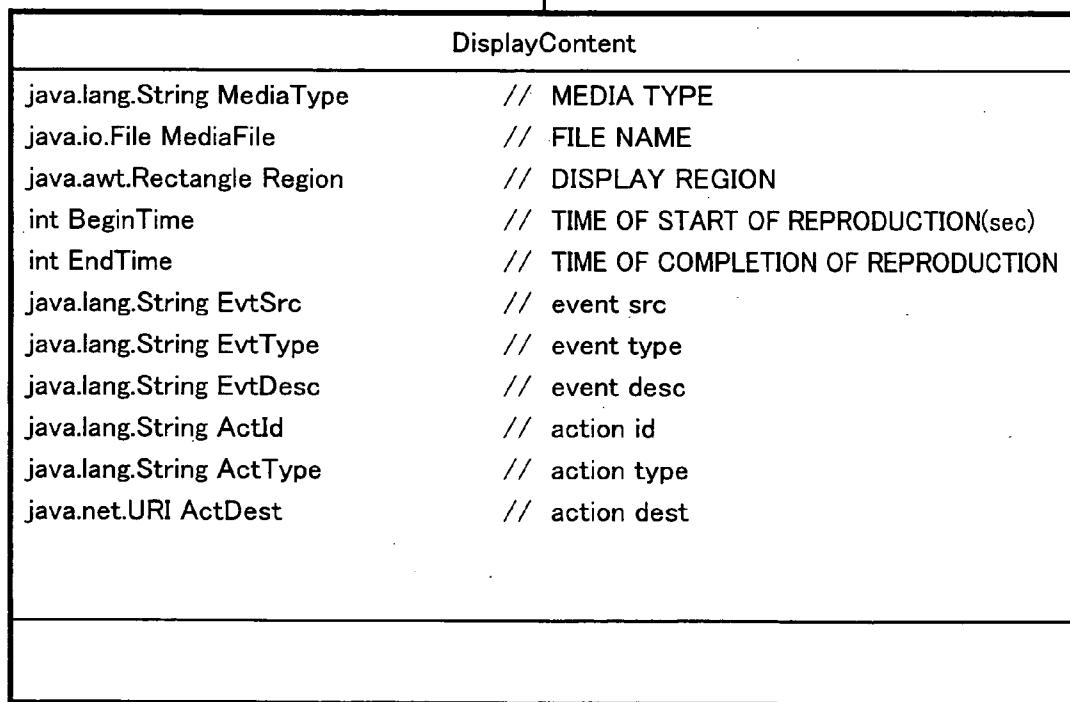 DisplayContent
java.lang.String MediaType // MEDIA TYPE
java.io.File MediaFile // FILE NAME
java.awt.Rectangle Region // DISPLAY REGION
int BeginTime // TIME OF START OF REPRODUCTION(sec)
int EndTime // TIME OF COMPLETION OF REPRODUCTION
java.lang.String EvtSrc // event src
java.lang.String EvtType // event type
java.lang.String EvtDesc // event desc
java.lang.String ActId // action id
java.lang.String ActType // action type
java.net.URI ActDest // action dest